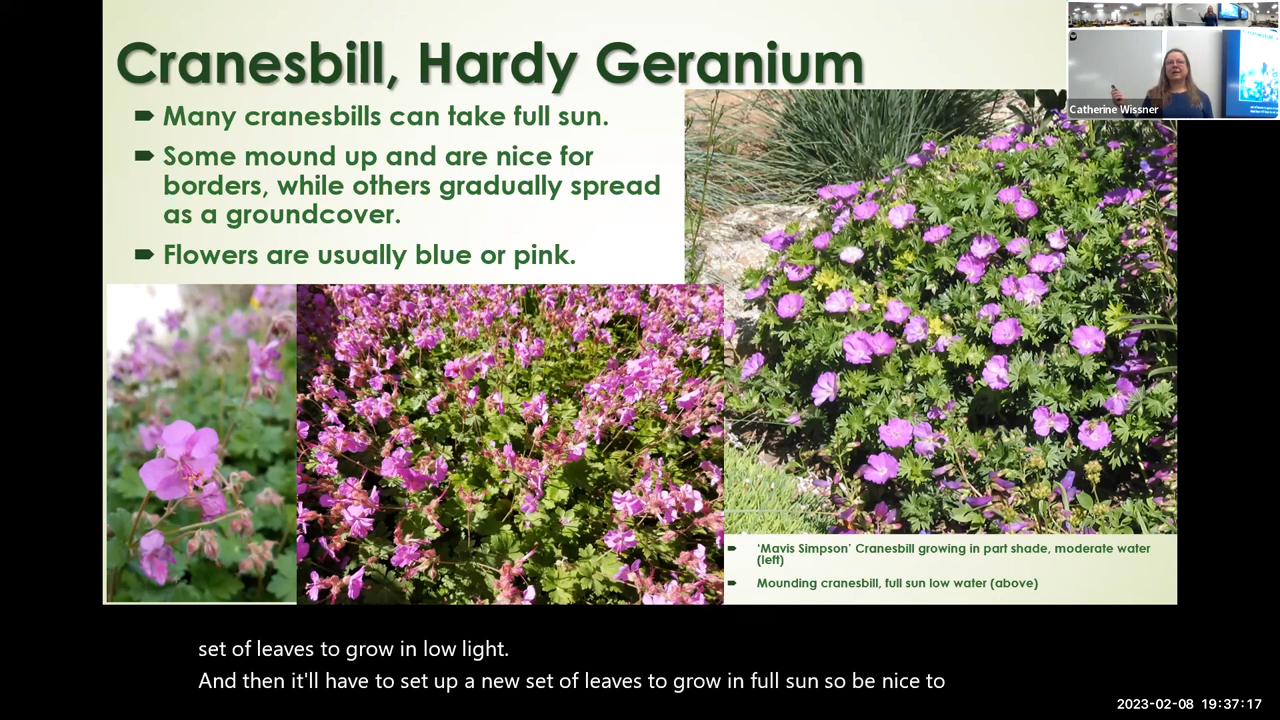 Cranesbill, Hardy Geranium
Many cranesbills can take full sun.
Some mound up and are nice for
borders, while others gradually spread
as a groundcover.
Flowers are usually blue or pink.
Catherine Wissner
‘Mavis Simpson’ Cranesbill growing in part shade, moderate water
(left)
Mounding cranesbill, full sun low water (above)
set of leaves to grow in low light.
And then it'll have to set up a new set of leaves to grow in full sun so be nice to
2023-02-08 19:37:17